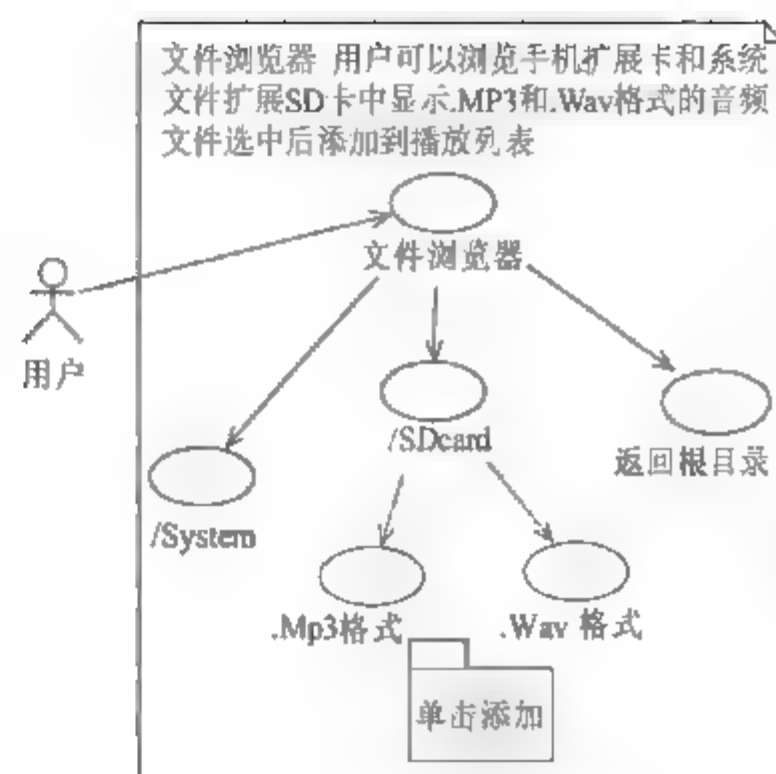 文件浏览器 用户可以浏览手机扩展卡和系统
文件扩展SD卡中显示.MP3和.Wav格式的音频
文件选中后添加到播放列表
文件浏览器
用户
/SDcard
返回根目录
/System
.Mp3格式
.Wav 格式
单击添加